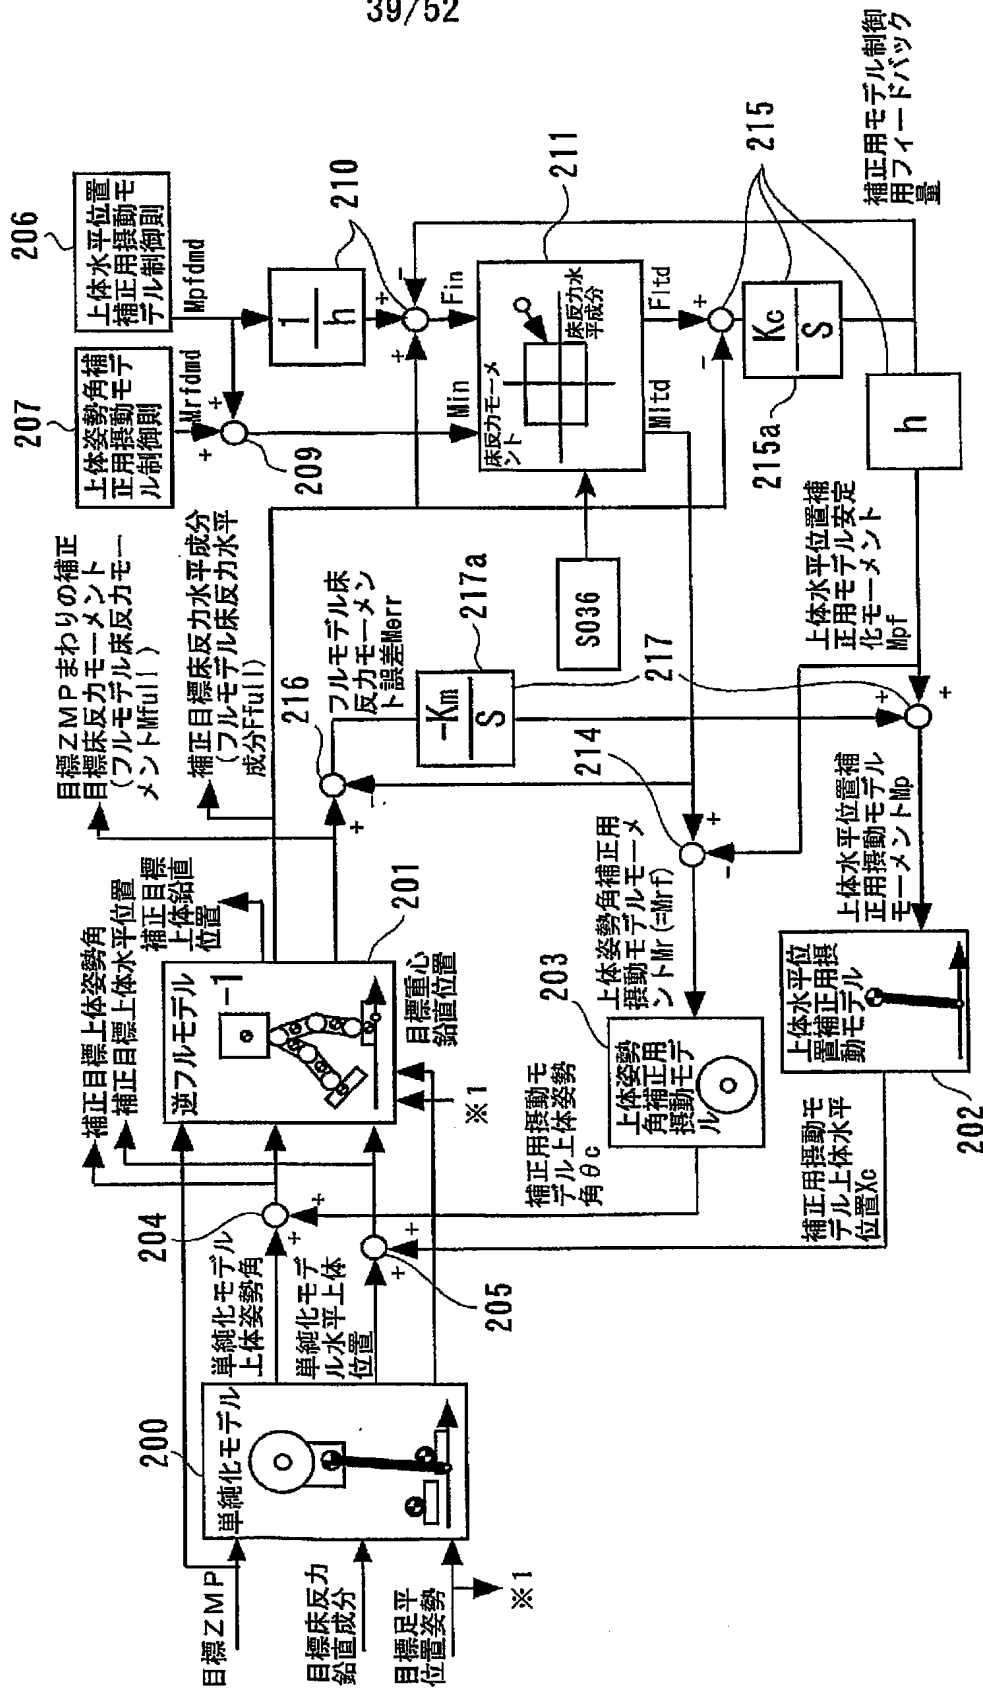 39/52
206
上体水平位置
補正用摂動モ
デル制御則
Mpfdmd
207
上体姿勢角補
正用摂動モデ
ル制御則
Mrfdmd
+
+
209
1
h
210
-
+
+
Fin
Min
211
床反力モーメ
ント
床反力水
平成分
Fltd
Mltd
+
-
215
Kc
S
215a
h
補正用モデル制御
用フィードバック
量
目標ZMPまわりの補正
目標床反力モーメント
(フルモデル床反力モー
メントMfull)
補正目標床反力水平成分
(フルモデル床反力水平
成分Ffull)
216
+
-
フルモデル床
反力モーメン
ト誤差Merr
217a
-Km
S
S036
217
214
+
-
上体水平位置補
正用モデル安定
化モーメント
Mpf
+
+
補正目標上体姿勢角
補正目標上体水平位置
補正目標
上体鉛直
位置
逆フルモデル
-1
201
目標重心
鉛直位置
※1
上体姿勢角補正用
摂動モデルモーメ
ントMr(=Mrf)
上体水平位置補
正用摂動モデル
モーメントMp
203
上体姿勢
角補正用
摂動モデ
ル
上体水平位
置補正用摂
動モデル
202
補正用摂動モ
デル上体姿勢
角θc
補正用摂動モ
デル上体水平
位置Xc
204
+
+
205
+
+
単純化モデル
上体姿勢角
単純化モデ
ル水平上体
位置
200
単純化モデル
目標ZMP
目標床反力
鉛直成分
目標足平
位置姿勢
※1